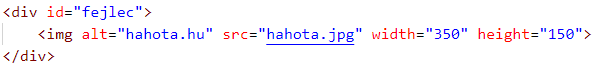 <div id="fejlec">
    <img alt="hahota.hu" src="hahota.jpg" width="350" height="150">
</div>